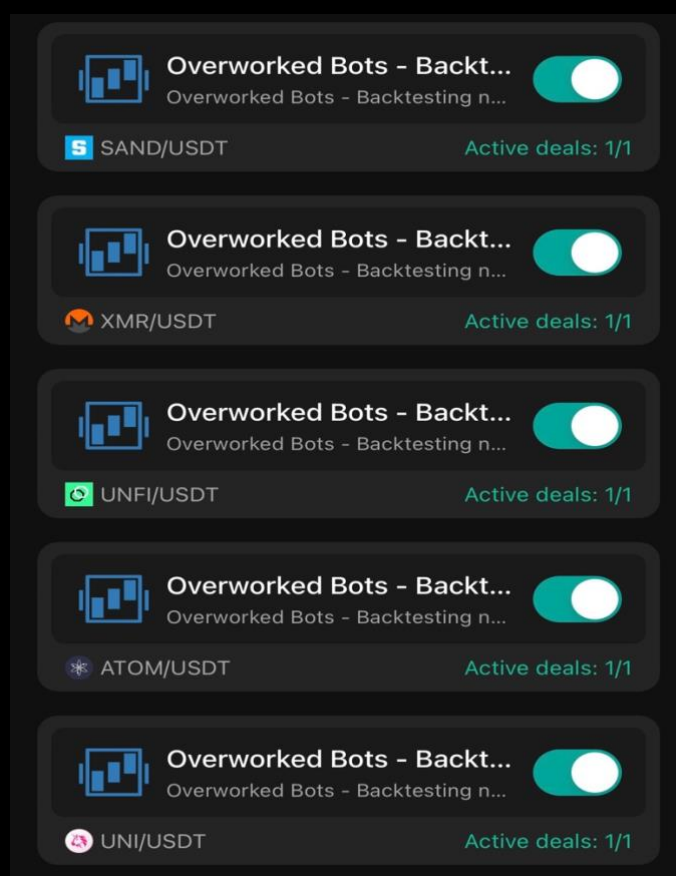 Overworked Bots - Backt...
Overworked Bots - Backtesting n...
SAND/USDT Active deals: 1/1
Overworked Bots - Backt...
Overworked Bots - Backtesting n...
XMR/USDT Active deals: 1/1
Overworked Bots - Backt...
Overworked Bots - Backtesting n...
UNFI/USDT Active deals: 1/1
Overworked Bots - Backt...
Overworked Bots - Backtesting n...
ATOM/USDT Active deals: 1/1
Overworked Bots - Backt...
Overworked Bots - Backtesting n...
UNI/USDT Active deals: 1/1